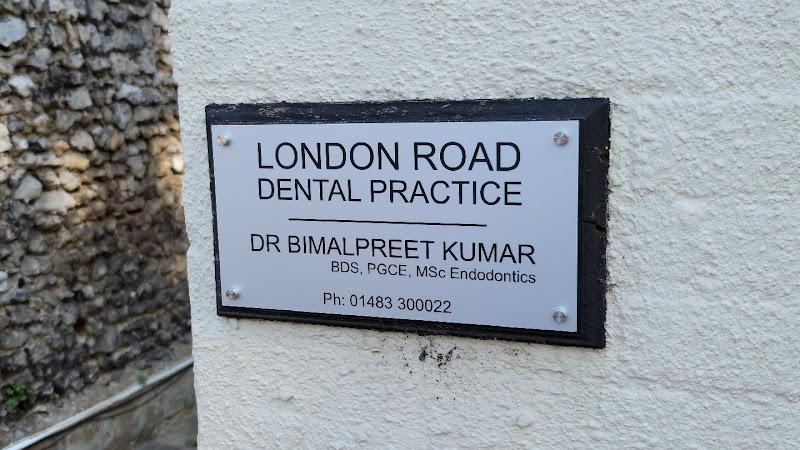 LONDON ROAD
DENTAL PRACTICE
DR BIMALPREET KUMAR
BDS, PGCE, MSc Endodontics
Ph: 01483 300022